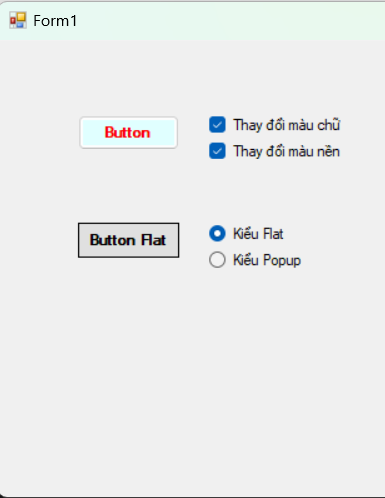 Form1
Button
Thay đổi màu chữ
Thay đổi màu nền
Button Flat
Kiểu Flat
Kiểu Popup